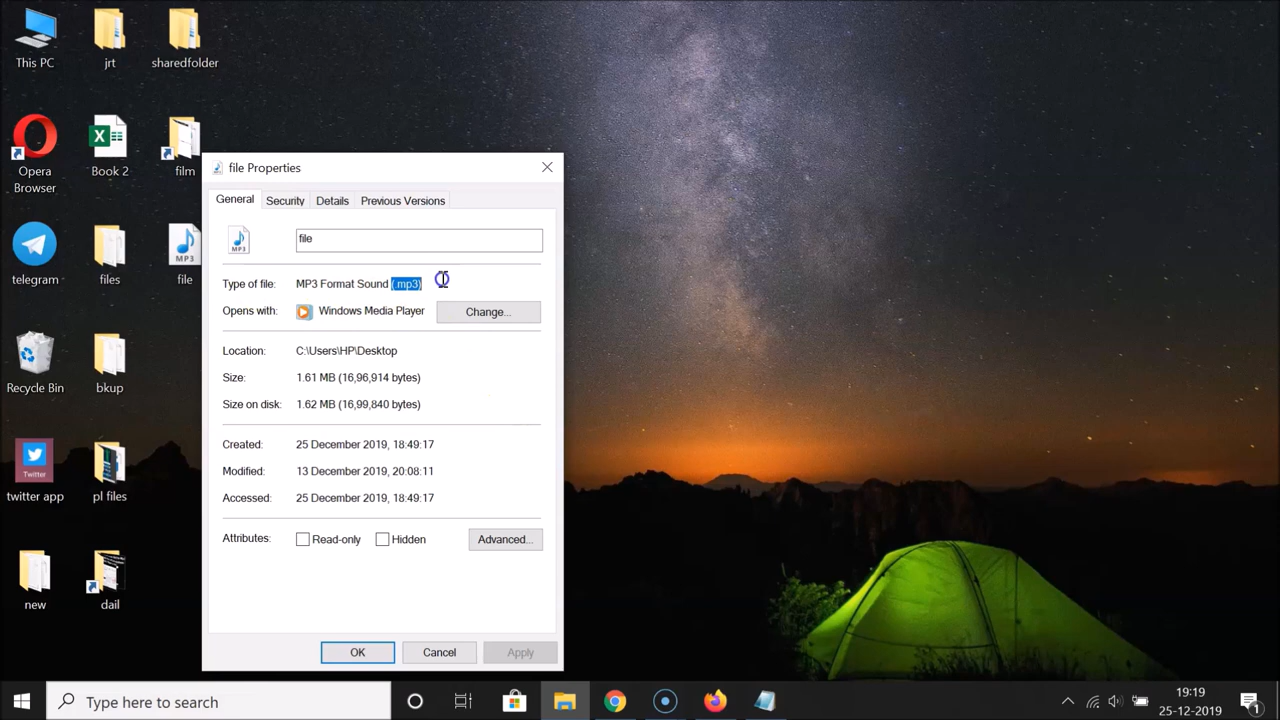 This PC
jrt
sharedfolder
Opera
Browser
X
Book 2
film
telegram
files
MP3
file
Recycle Bin
bkup
Twitter
twitter app
pl files
new
dail
file Properties
General
Security
Details
Previous Versions
MP3
file
Type of file:
MP3 Format Sound (.mp3)
Opens with:
Windows Media Player
Change...
Location:
C:\Users\HP\Desktop
Size:
1.61 MB (16,96,914 bytes)
Size on disk:
1.62 MB (16,99,840 bytes)
Created:
25 December 2019, 18:49:17
Modified:
13 December 2019, 20:08:11
Accessed:
25 December 2019, 18:49:17
Attributes:
Read-only
Hidden
Advanced...
OK
Cancel
Apply
Type here to search
19:19
25-12-2019
1